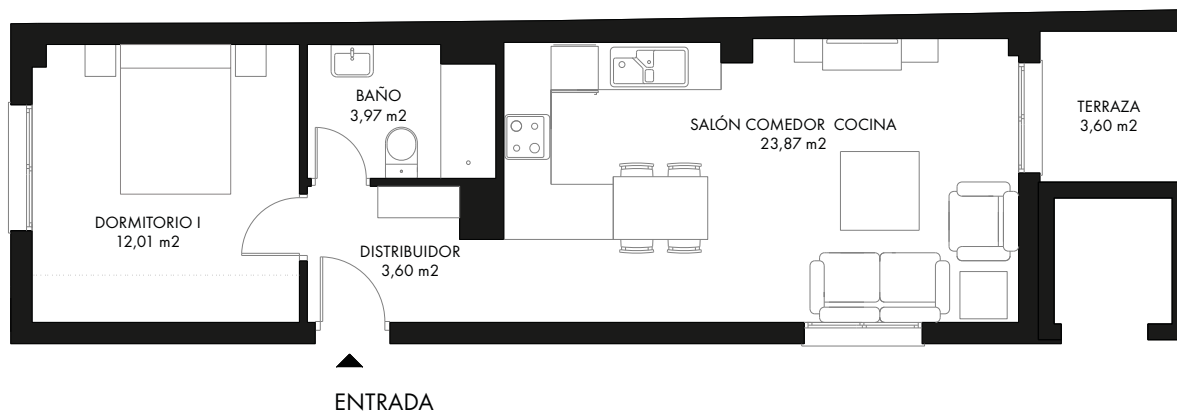 BAÑO
3,97 m2
SALÓN COMEDOR COCINA
23,87 m2
TERRAZA
3,60 m2
DORMITORIO I
12,01 m2
DISTRIBUIDOR
3,60 m2
ENTRADA